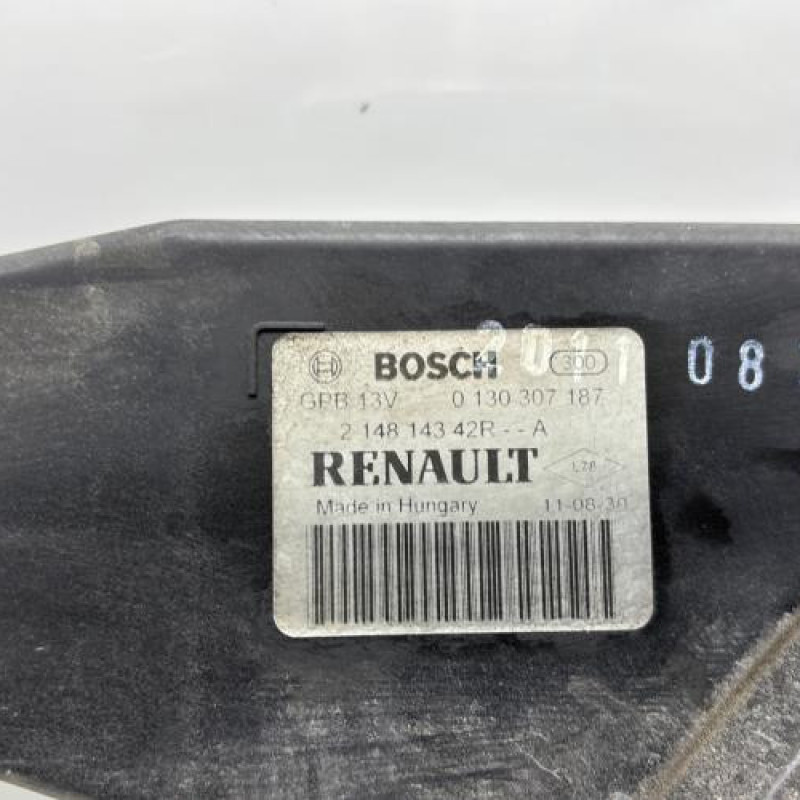 BOSCH 300
2011 08
GPB 13V 0 130 307 187
2 148 143 42R - - A
RENAULT L78
Made in Hungary 11-08-30